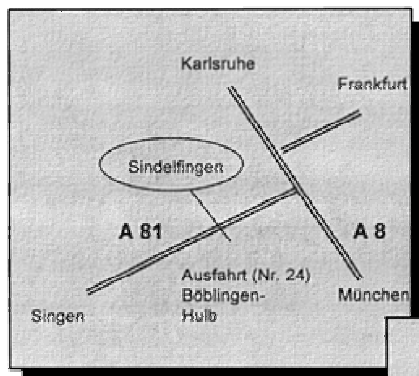 Karlsruhe
Frankfurt
Sindelfingen
A 81
A 8
Ausfahrt (Nr. 24)
Böblingen-
Hulb
München
Singen